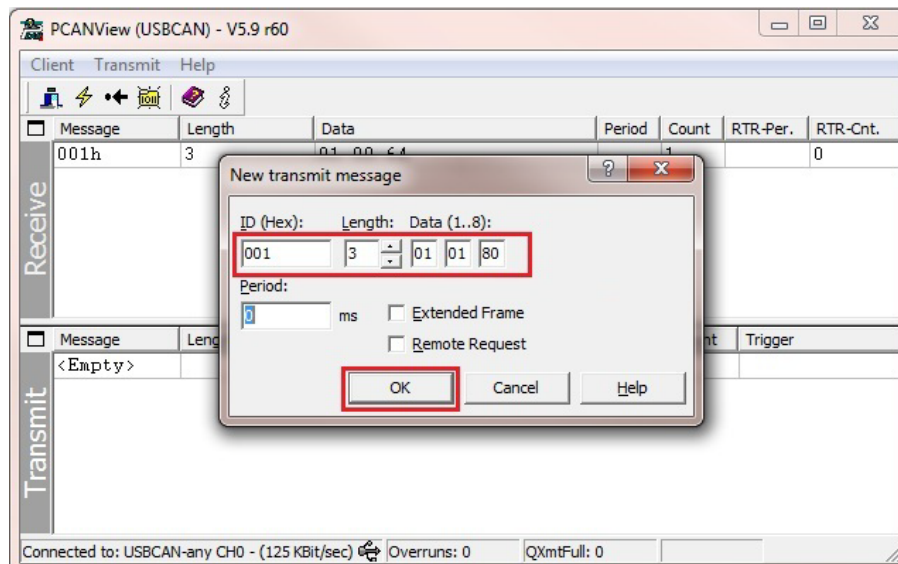 PCANView (USBCAN) - V5.9 r60
Client Transmit Help
Message Length Data Period Count RTR-Per. RTR-Cnt.
001h 3 01 00 64 1 0
Receive
New transmit message
ID (Hex): Length: Data (1..8):
001 3 01 01 80
Period:
0 ms Extended Frame
Remote Request
OK Cancel Help
Message Trigger
<Empty>
Transmit
Connected to: USBCAN-any CH0 - (125 KBit/sec) Overruns: 0 QXmtFull: 0